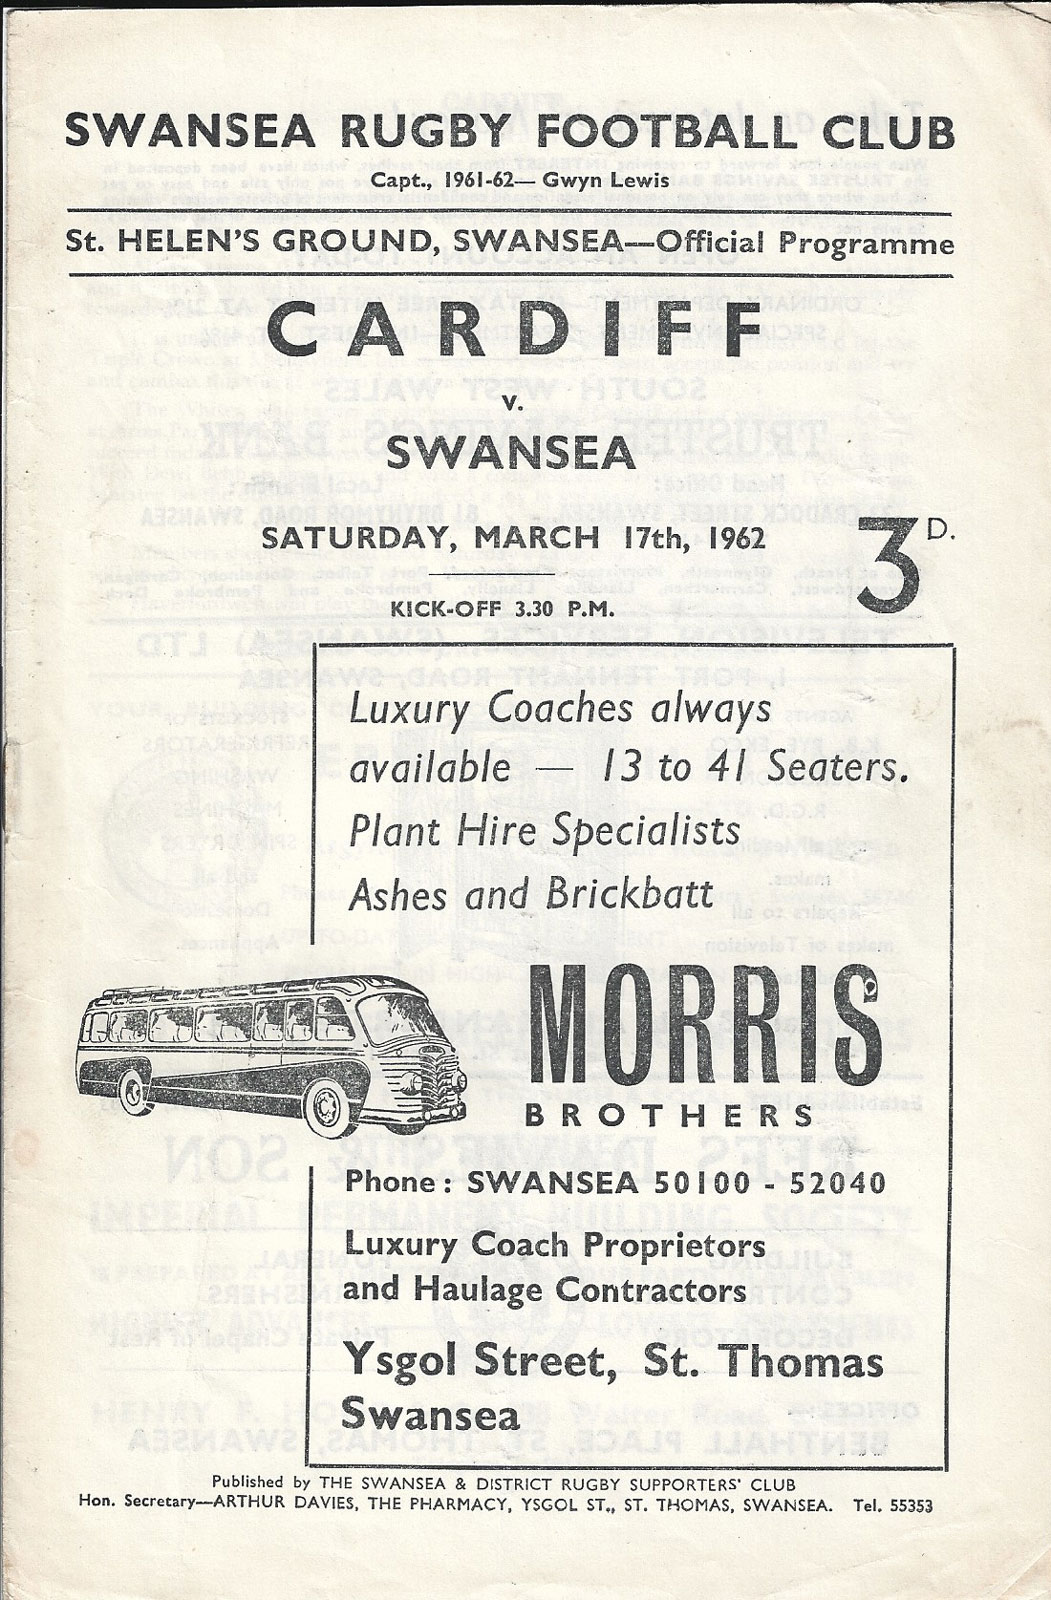 SWANSEA RUGBY FOOTBALL CLUB
Capt., 1961-62— Gwyn Lewis
St. HELEN'S GROUND, SWANSEA—Official Programme
CARDIFF
v.
SWANSEA
SATURDAY, MARCH 17th, 1962
3D.
KICK-OFF 3.30 P.M.
Luxury Coaches always
available — 13 to 41 Seaters.
Plant Hire Specialists
Ashes and Brickbatt
MORRIS
BROTHERS
Phone: SWANSEA 50100 - 52040
Luxury Coach Proprietors
and Haulage Contractors
Ysgol Street, St. Thomas
Swansea
Published by THE SWANSEA & DISTRICT RUGBY SUPPORTERS' CLUB
Hon. Secretary—ARTHUR DAVIES, THE PHARMACY, YSGOL ST., ST. THOMAS, SWANSEA. Tel. 55353